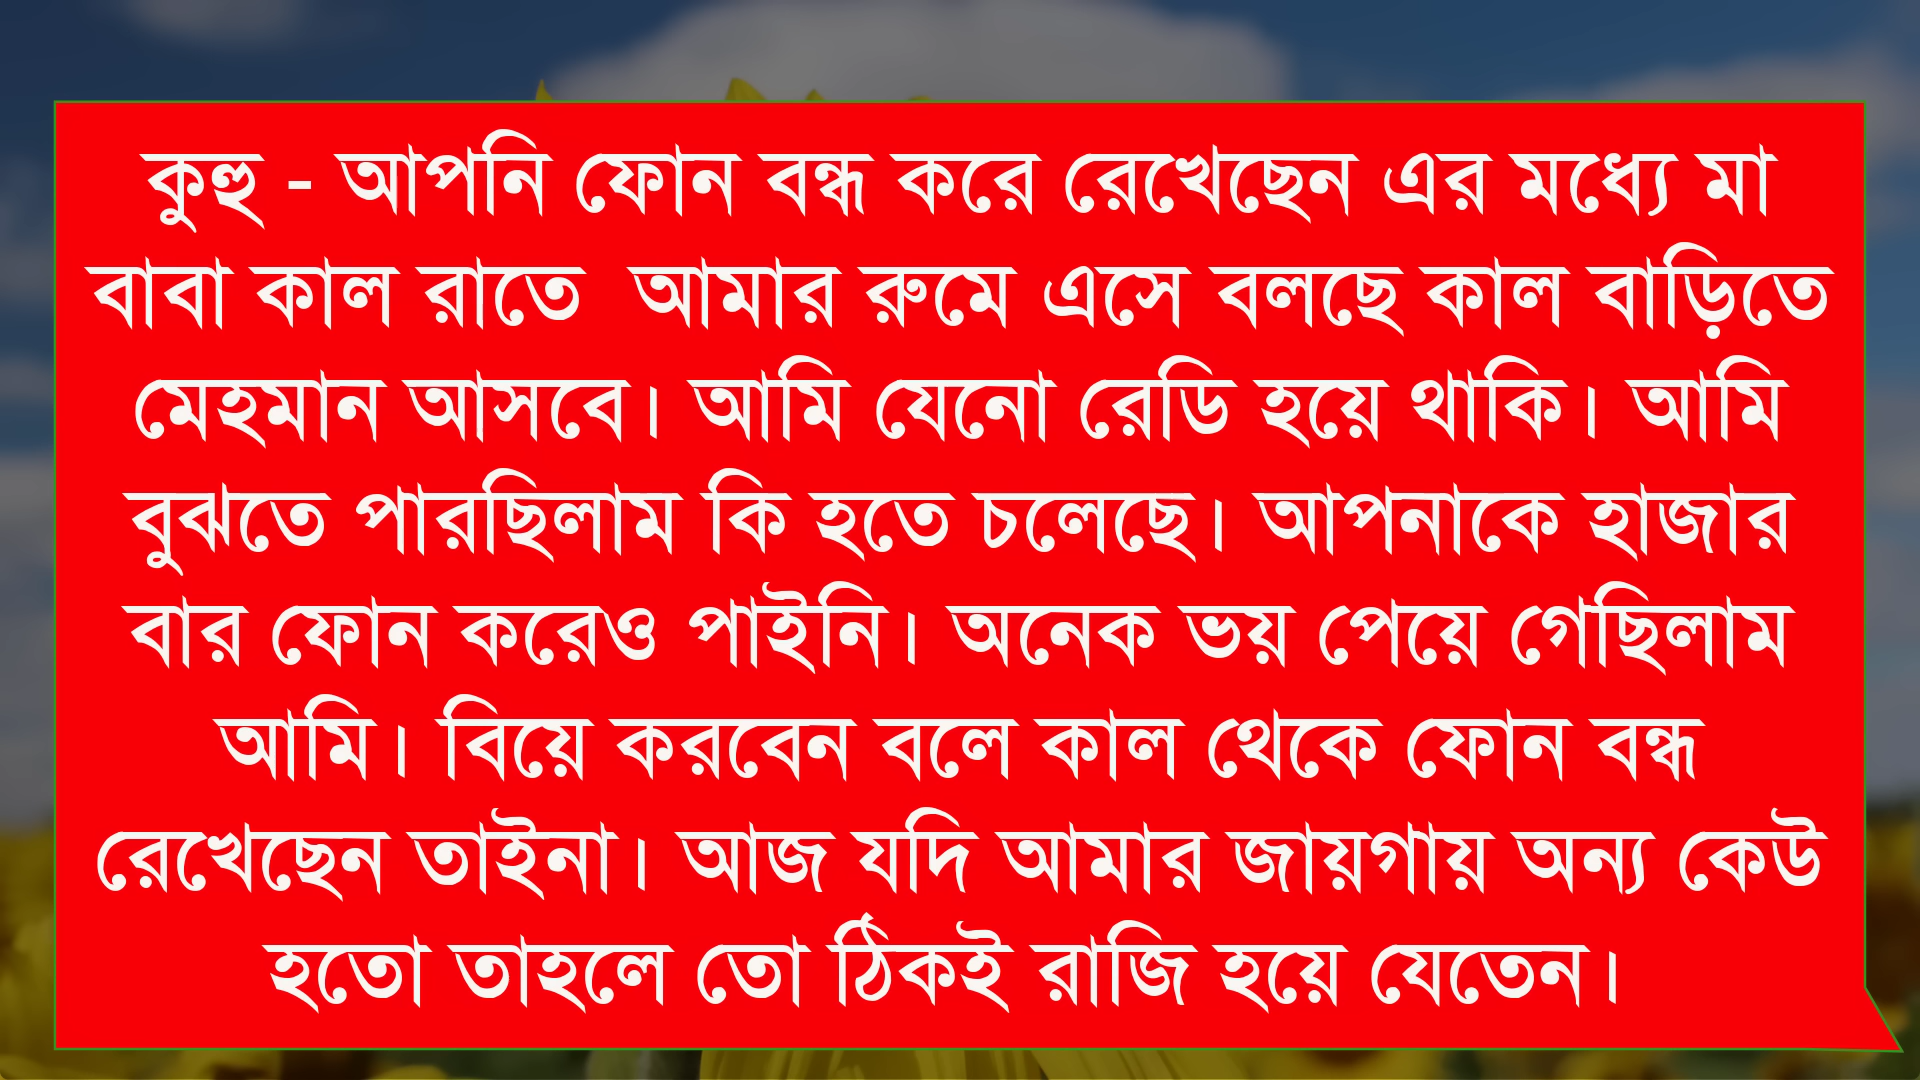 কুহু - আপনি ফোন বন্ধ করে রেখেছেন এর মধ্যে মা
বাবা কাল রাতে  আমার রুমে এসে বলছে কাল বাড়িতে
মেহমান আসবে। আমি যেনো রেডি হয়ে থাকি। আমি
বুঝতে পারছিলাম কি হতে চলেছে। আপনাকে হাজার
বার ফোন করেও পাইনি। অনেক ভয় পেয়ে গেছিলাম
আমি। বিয়ে করবেন বলে কাল থেকে ফোন বন্ধ
রেখেছেন তাইনা। আজ যদি আমার জায়গায় অন্য কেউ
হতো তাহলে তো ঠিকই রাজি হয়ে যেতেন।